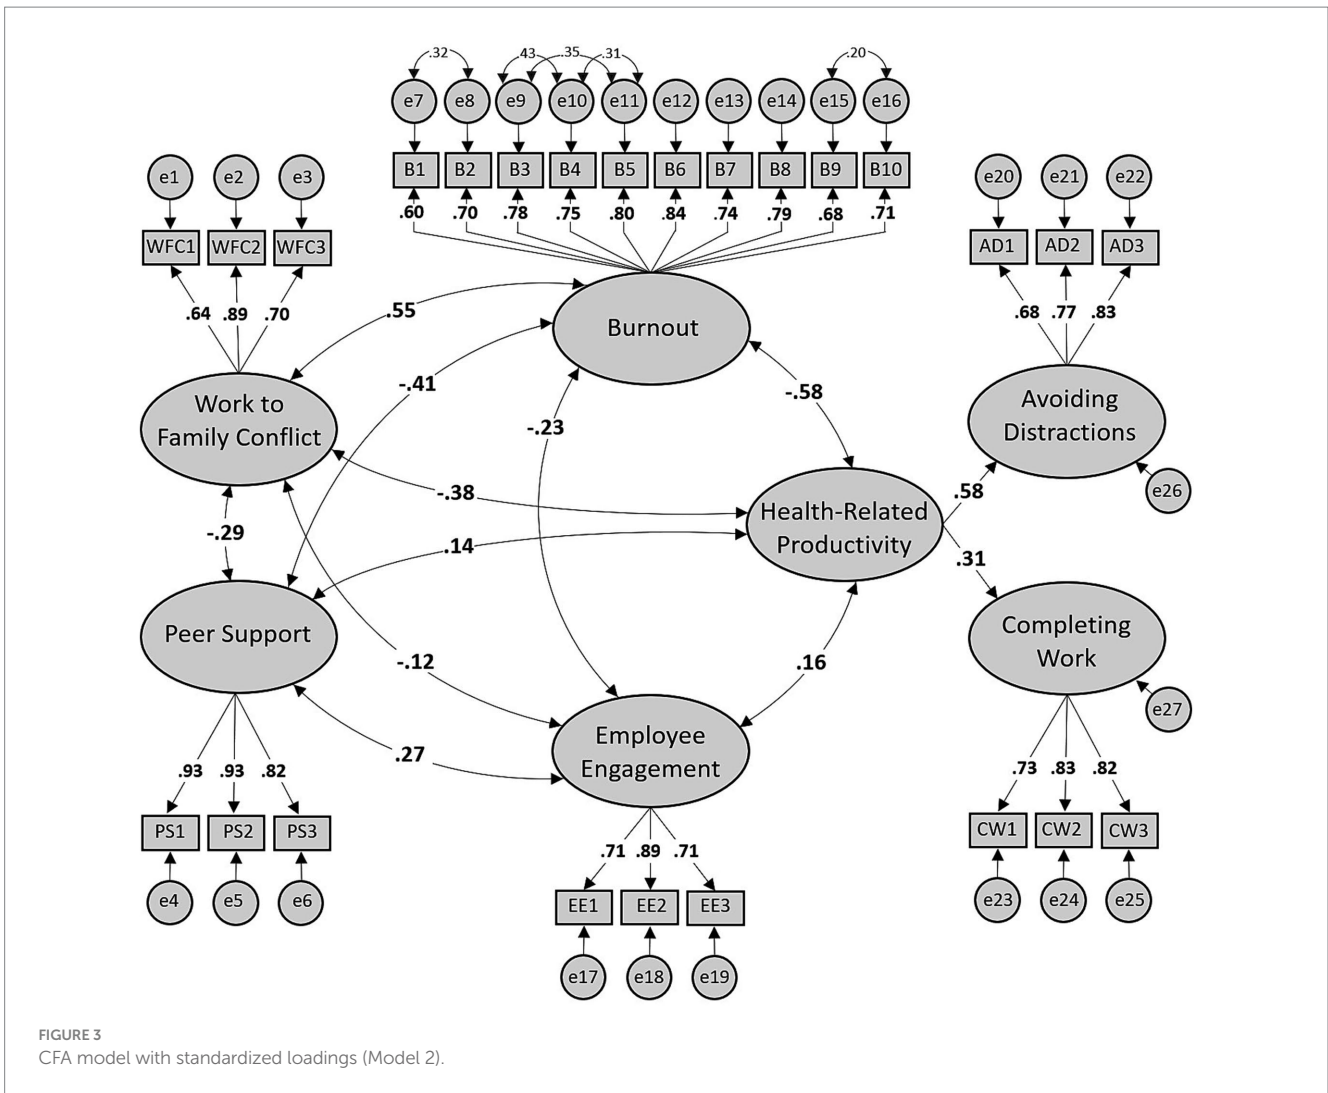 .32 .43 .35 .31 .20
e7 e8 e9 e10 e11 e12 e13 e14 e15 e16
B1 B2 B3 B4 B5 B6 B7 B8 B9 B10
.60 .70 .78 .75 .80 .84 .74 .79 .68 .71
e1 e2 e3
WFC1 WFC2 WFC3
.64 .89 .70
e20 e21 e22
AD1 AD2 AD3
.68 .77 .83
Burnout
.55
-.41
-.23
-.58
Work to
Family Conflict
Avoiding
Distractions
e26
-.38
-.29
.14
Health-Related
Productivity
.58
.31
Peer Support
-.12
.27
.16
Completing
Work
e27
Employee
Engagement
.93 .93 .82
PS1 PS2 PS3
e4 e5 e6
.71 .89 .71
EE1 EE2 EE3
e17 e18 e19
.73 .83 .82
CW1 CW2 CW3
e23 e24 e25
FIGURE 3
CFA model with standardized loadings (Model 2).